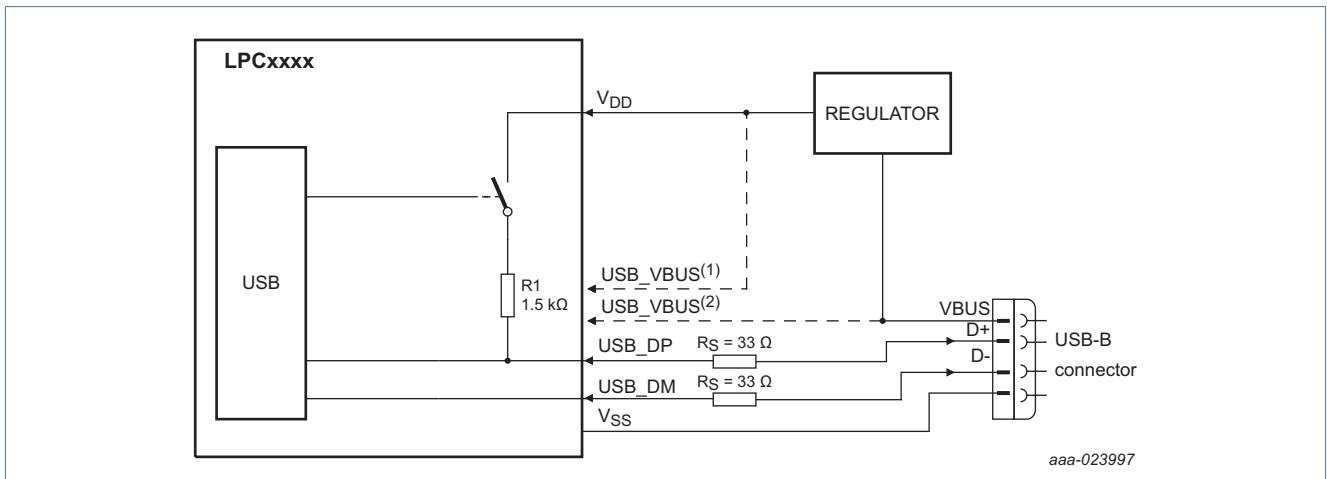 LPCxxxx
VDD
REGULATOR
USB
R1
1.5 kΩ
USB_VBUS(1)
USB_VBUS(2)
VBUS
USB_DP
RS = 33 Ω
D+
USB-B
connector
D-
USB_DM
RS = 33 Ω
VSS
aaa-023997